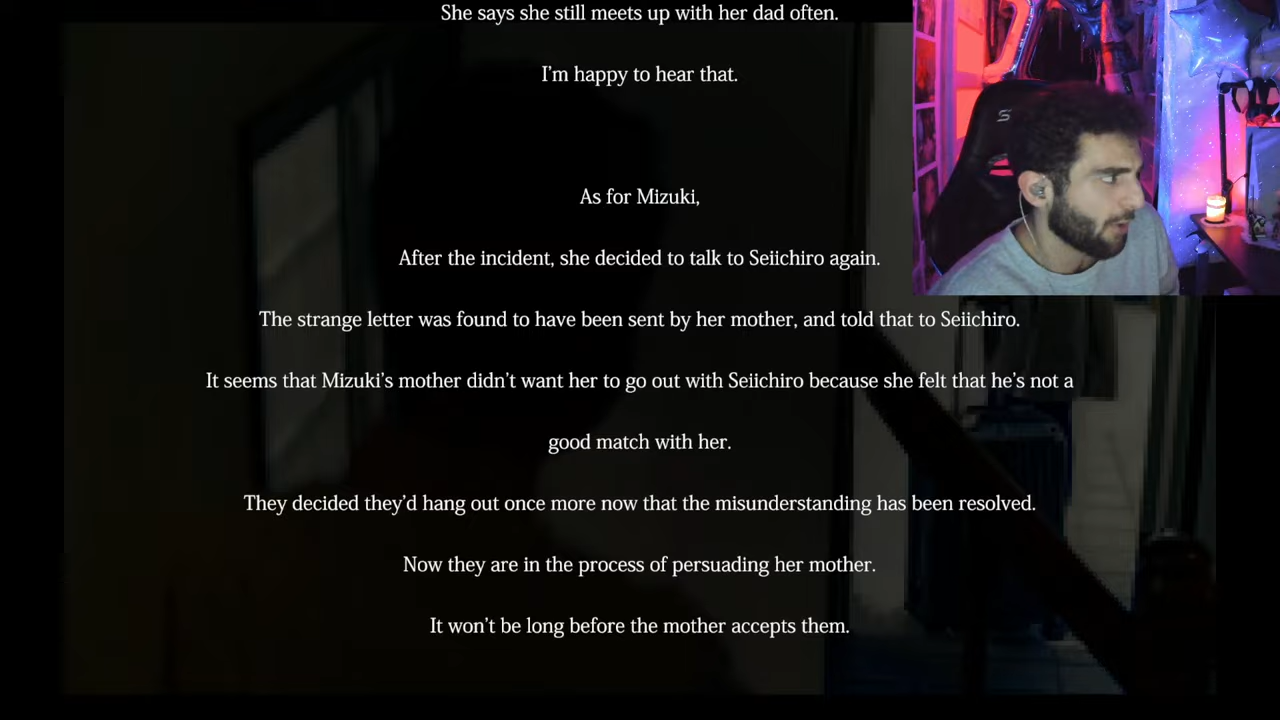 She says she still meets up with her dad often.
I'm happy to hear that.
As for Mizuki,
After the incident, she decided to talk to Seiichiro again.
The strange letter was found to have been sent by her mother, and told that to Seiichiro.
It seems that Mizuki's mother didn't want her to go out with Seiichiro because she felt that he's not a
good match with her.
They decided they'd hang out once more now that the misunderstanding has been resolved.
Now they are in the process of persuading her mother.
It won't be long before the mother accepts them.